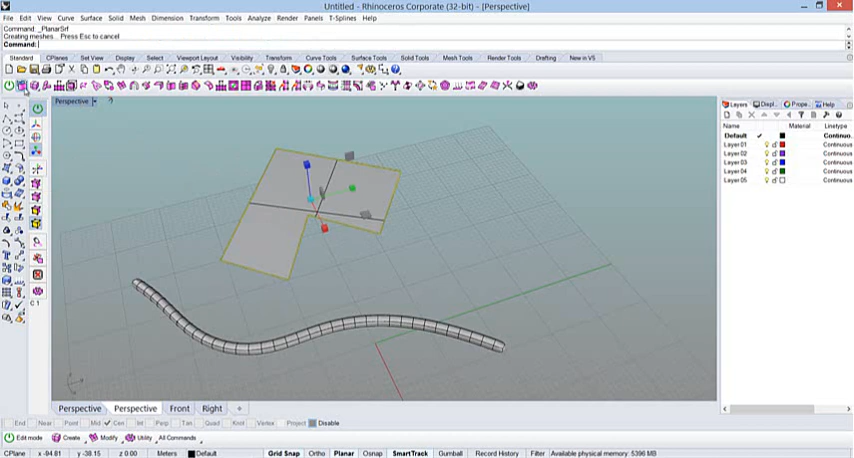 Untitled - Rhinoceros Corporate (32-bit) - [Perspective]
File Edit View Curve Surface Solid Mesh Dimension Transform Tools Analyze Render Panels T-Splines Help
Command: _PlanarSrf
Creating meshes... Press Esc to cancel
Command:
Standard CPlanes Set View Display Select Viewport Layout Visibility Transform Curve Tools Surface Tools Solid Tools Mesh Tools Render Tools Drafting New in V5
Perspective
Layers Displ.. Prope.. Help
Name Material Linetype
Default Continuo..
Layer 01 Continuous
Layer 02 Continuous
Layer 03 Continuous
Layer 04 Continuous
Layer 05 Continuous
C 1
Perspective Perspective Front Right +
End Near Point Mid Cen Int Perp Tan Quad Knot Vertex Project Disable
Edit mode Create Modify Utility All Commands
CPlane x -94.81 y -38.15 z 0.00 Meters Default Grid Snap Ortho Planar Osnap SmartTrack Gumball Record History Filter Available physical memory: 5396 MB